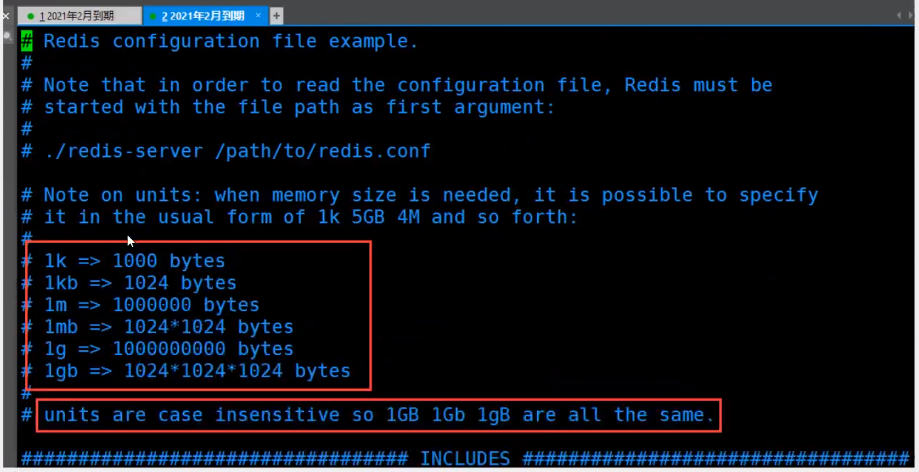 1 2021年2月到期 2 2021年2月到期 × +
# Redis configuration file example.
#
# Note that in order to read the configuration file, Redis must be
# started with the file path as first argument:
#
# ./redis-server /path/to/redis.conf
# Note on units: when memory size is needed, it is possible to specify
# it in the usual form of 1k 5GB 4M and so forth:
#
# 1k => 1000 bytes
# 1kb => 1024 bytes
# 1m => 1000000 bytes
# 1mb => 1024*1024 bytes
# 1g => 1000000000 bytes
# 1gb => 1024*1024*1024 bytes
#
# units are case insensitive so 1GB 1Gb 1gB are all the same.
################################## INCLUDES ##################################